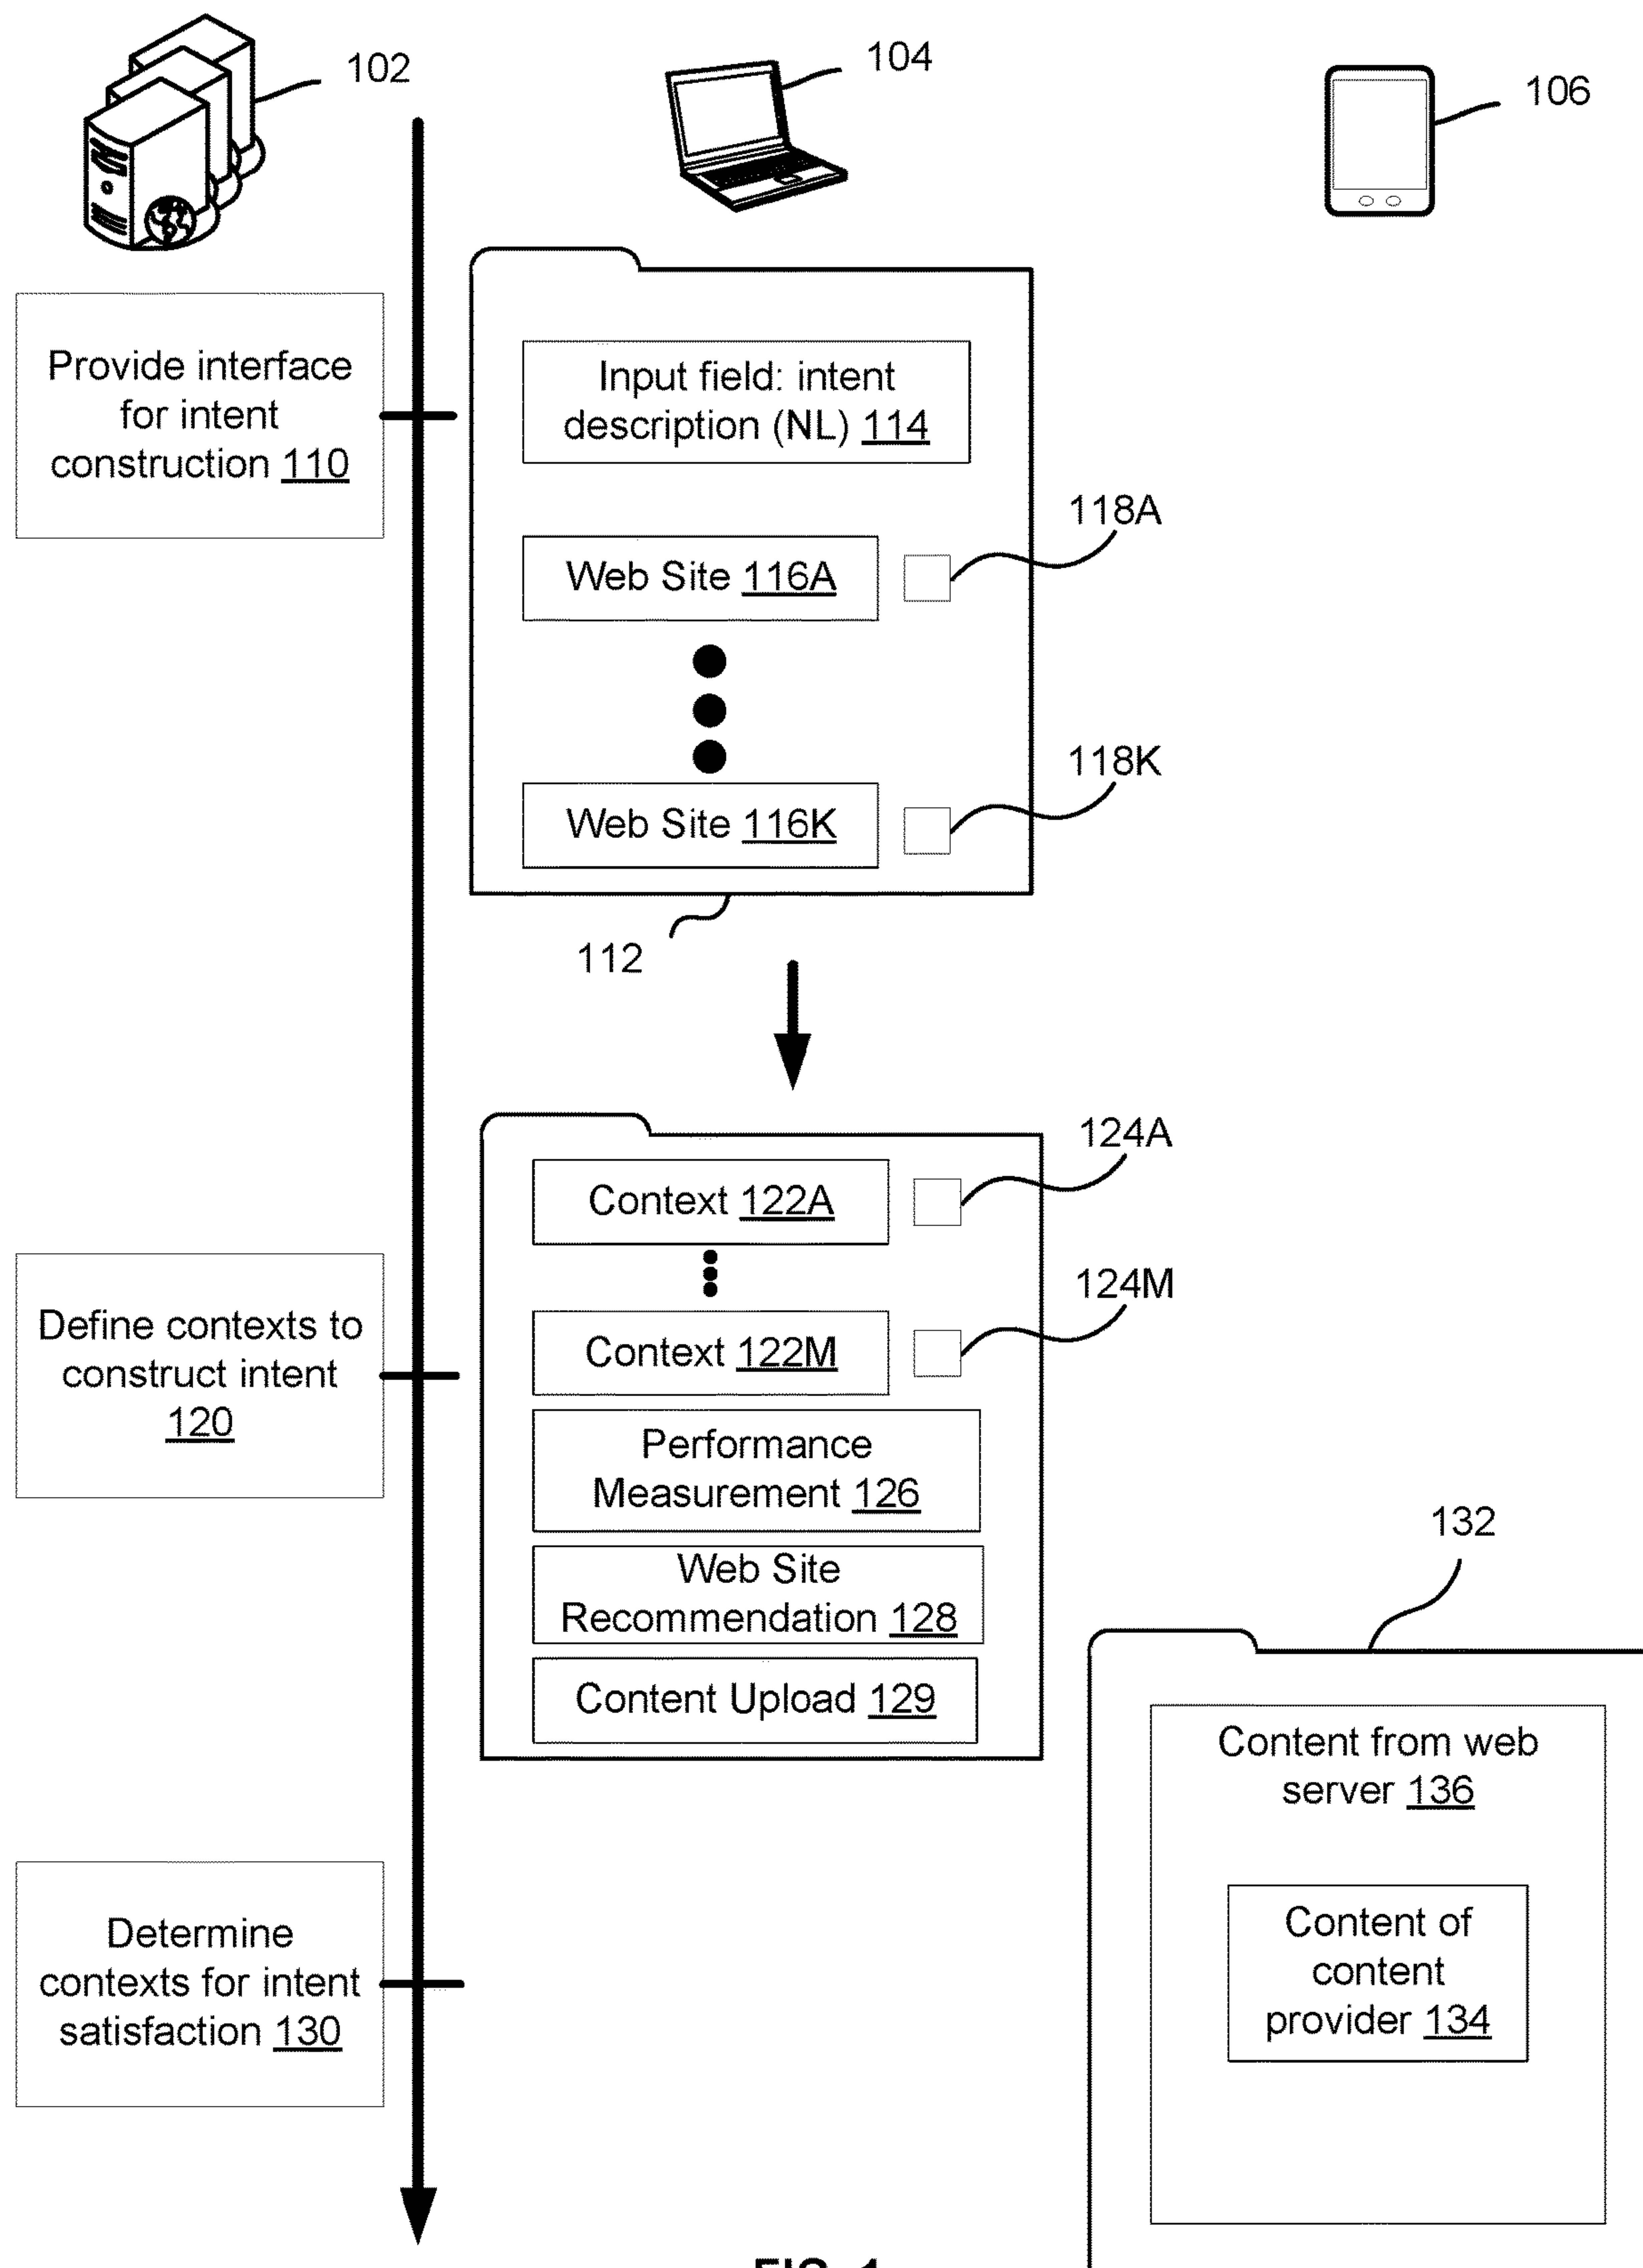 102
104
106
Provide interface
for intent
construction 110
Input field: intent
description (NL) 114
118A
Web Site 116A
118K
Web Site 116K
112
124A
Context 122A
124M
Context 122M
Define contexts to
construct intent
120
Performance
Measurement 126
Web Site
Recommendation 128
Content Upload 129
132
Content from web
server 136
Determine
contexts for intent
satisfaction 130
Content of
content
provider 134
FIG. 1